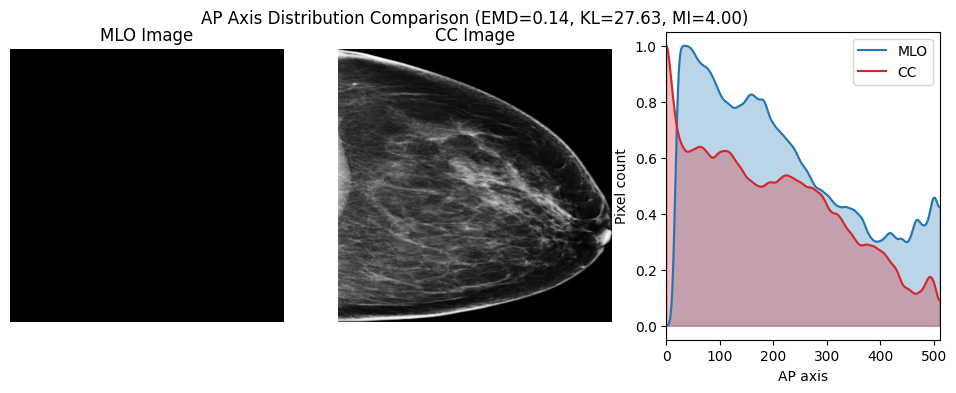 AP Axis Distribution Comparison (EMD=0.14, KL=27.63, MI=4.00)
MLO Image
CC Image
MLO
CC
Pixel count
1.0
0.8
0.6
0.4
0.2
0.0
0 100 200 300 400 500
AP axis